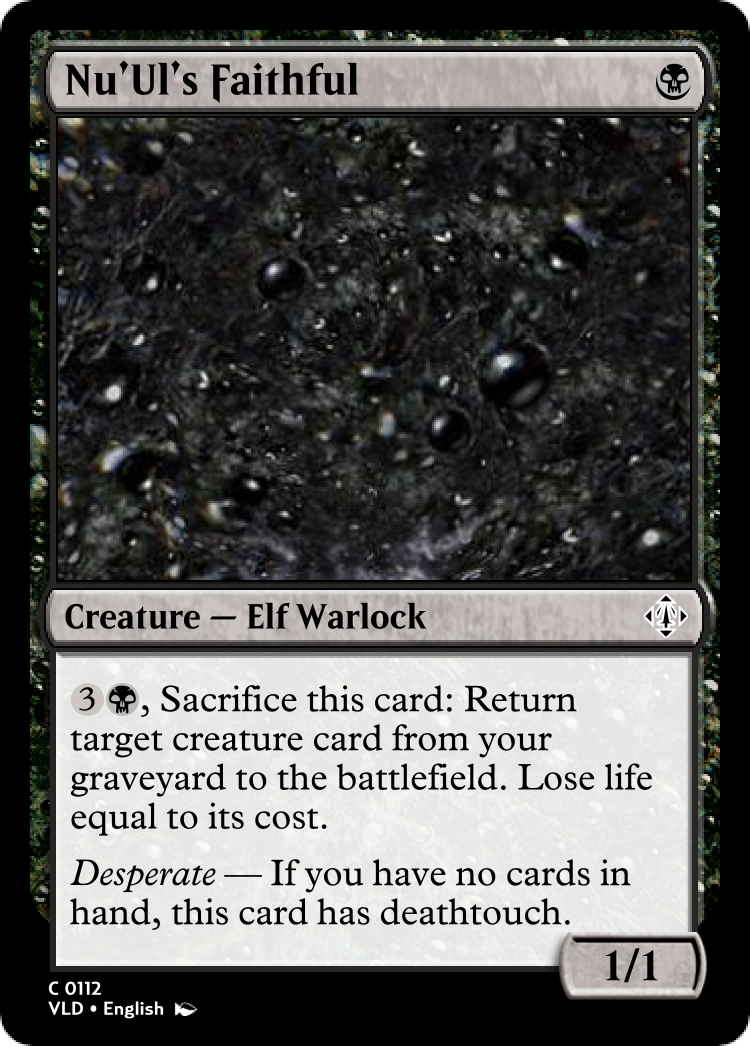 Nu'Ul's Faithful
Creature — Elf Warlock
3, Sacrifice this card: Return
target creature card from your
graveyard to the battlefield. Lose life
equal to its cost.
Desperate — If you have no cards in
hand, this card has deathtouch.
1/1
C 0112
VLD • English